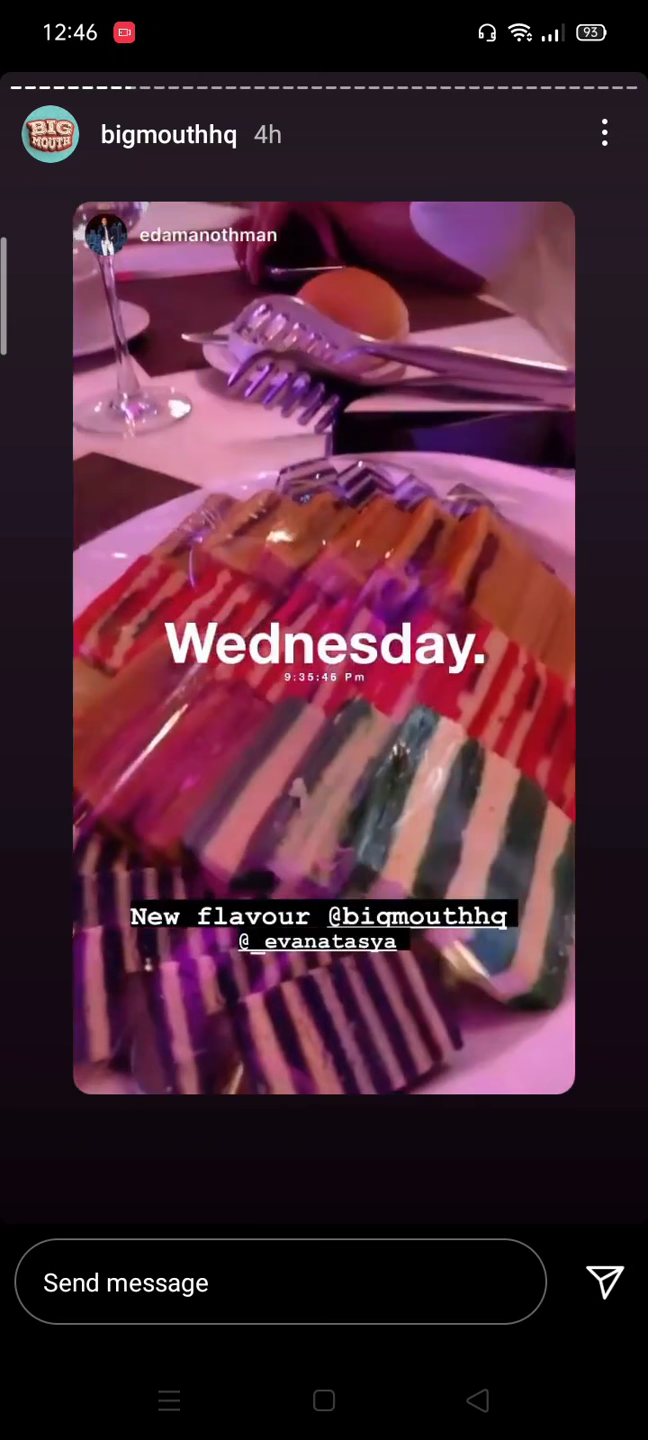 12:46
93
BIG
MOUTH
bigmouthhq 4h
edamanothman
Wednesday.
9:35:46 Pm
New flavour @bigmouthhq
@_evanatasya
Send message